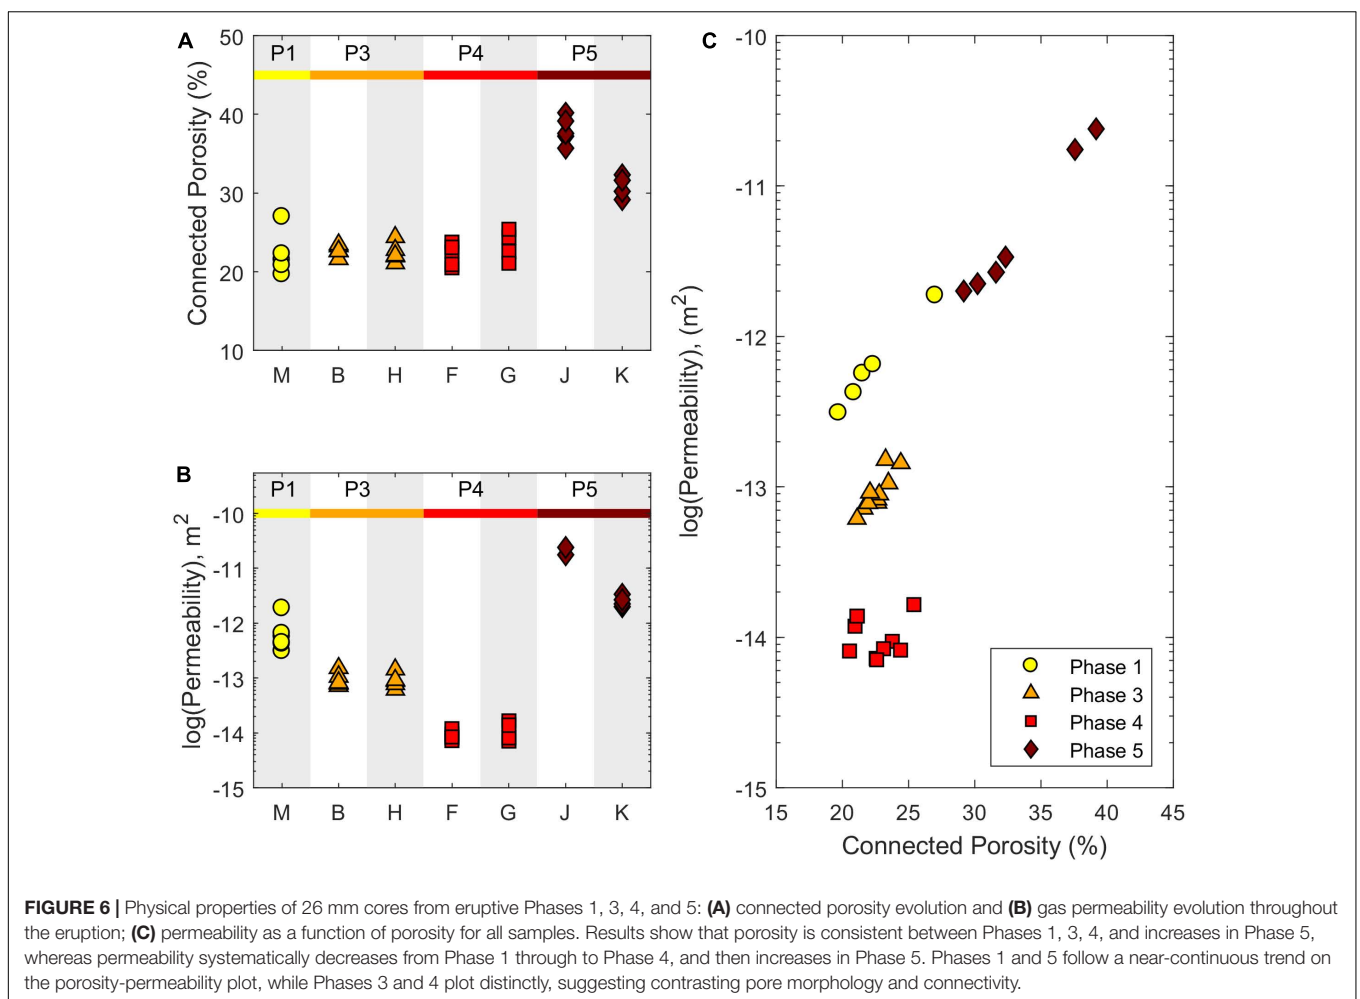 A
50
40
30
20
10
Connected Porosity (%)
P1 P3 P4 P5
M B H F G J K
B
-10
-11
-12
-13
-14
-15
log(Permeability), m2
P1 P3 P4 P5
M B H F G J K
C
-10
-11
-12
-13
-14
-15
log(Permeability), (m2)
15 20 25 30 35 40 45
Connected Porosity (%)
Phase 1
Phase 3
Phase 4
Phase 5
FIGURE 6 | Physical properties of 26 mm cores from eruptive Phases 1, 3, 4, and 5: (A) connected porosity evolution and (B) gas permeability evolution throughout
the eruption; (C) permeability as a function of porosity for all samples. Results show that porosity is consistent between Phases 1, 3, 4, and increases in Phase 5,
whereas permeability systematically decreases from Phase 1 through to Phase 4, and then increases in Phase 5. Phases 1 and 5 follow a near-continuous trend on
the porosity-permeability plot, while Phases 3 and 4 plot distinctly, suggesting contrasting pore morphology and connectivity.